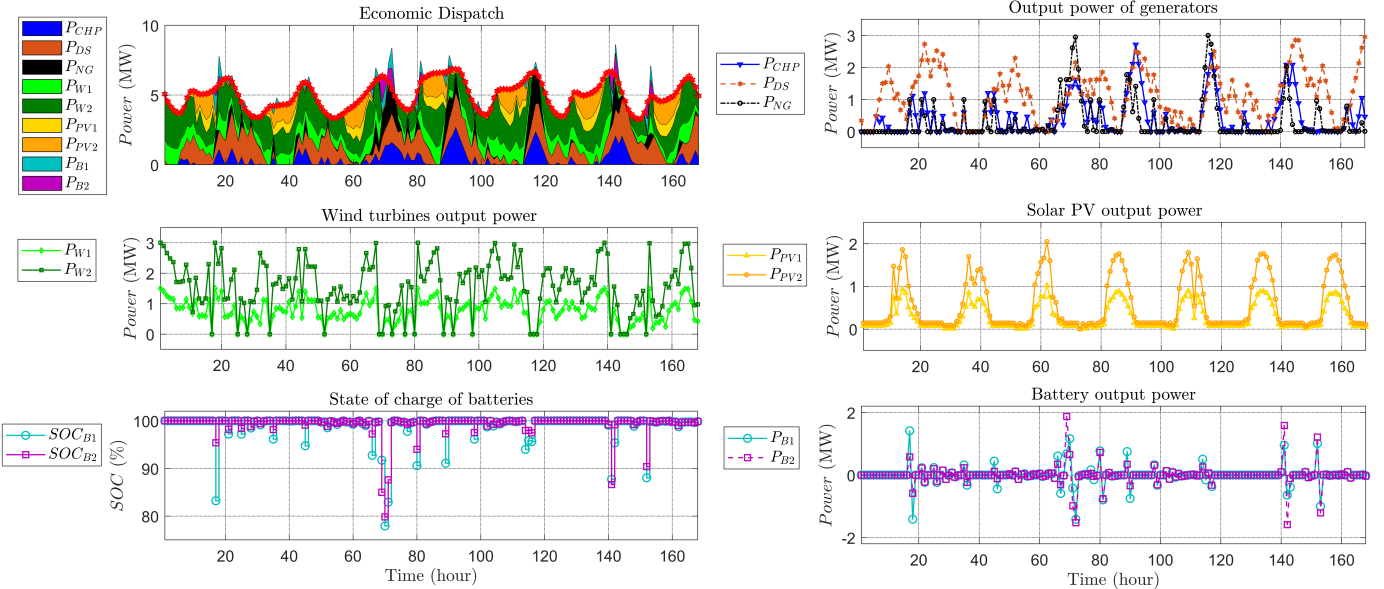 Economic Dispatch
P_CHP
P_DS
P_NG
P_W1
P_W2
P_PV1
P_PV2
P_B1
P_B2
Power (MW)
10
5
0
20 40 60 80 100 120 140 160
Output power of generators
P_CHP
P_DS
P_NG
Power (MW)
3
2
1
0
20 40 60 80 100 120 140 160
Wind turbines output power
P_W1
P_W2
Power (MW)
3
2
1
0
20 40 60 80 100 120 140 160
Solar PV output power
P_PV1
P_PV2
Power (MW)
2
1
0
20 40 60 80 100 120 140 160
State of charge of batteries
SOC_B1
SOC_B2
SOC (%)
100
90
80
20 40 60 80 100 120 140 160
Time (hour)
Battery output power
P_B1
P_B2
Power (MW)
2
0
-2
20 40 60 80 100 120 140 160
Time (hour)